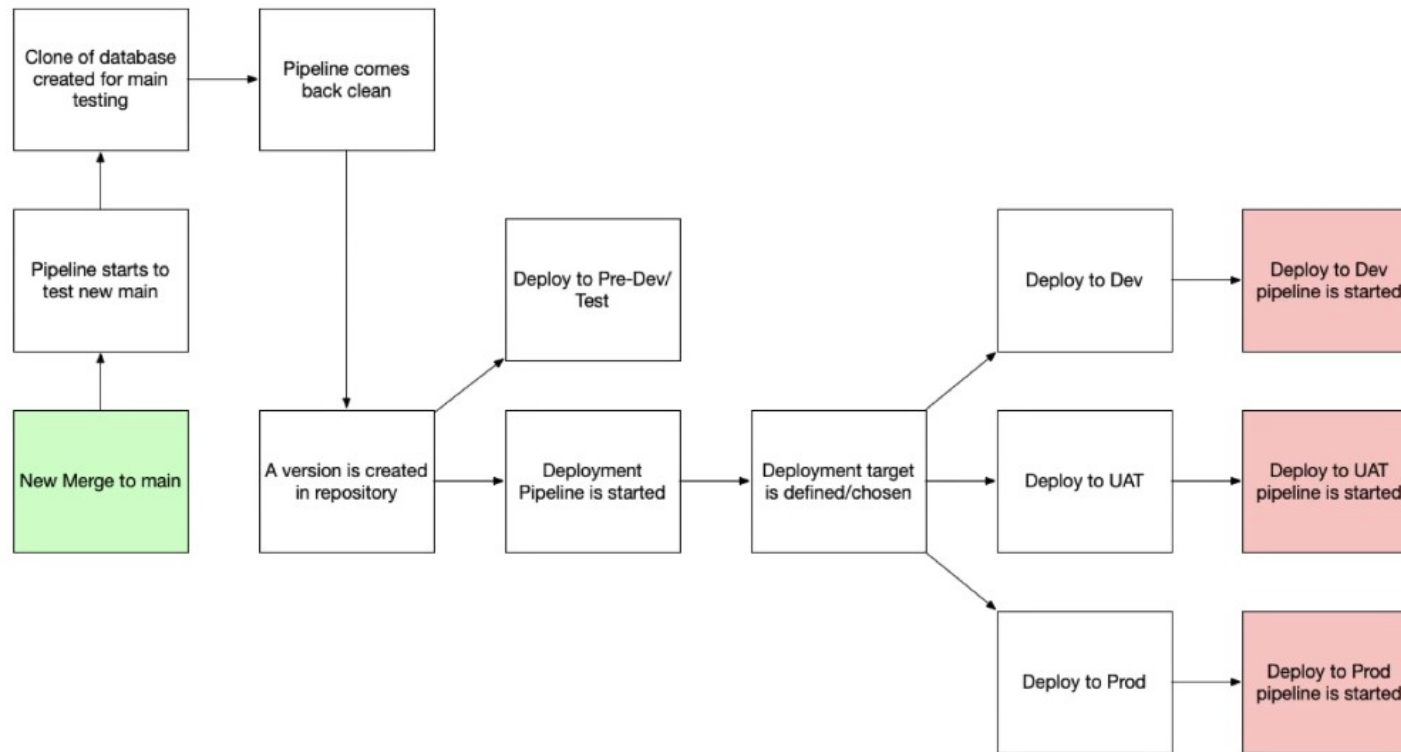 Clone of database
created for main
testing
Pipeline comes
back clean
Pipeline starts to
test new main
Deploy to Pre-Dev/
Test
Deploy to Dev
Deploy to Dev
pipeline is started
New Merge to main
A version is created
in repository
Deployment
Pipeline is started
Deployment target
is defined/chosen
Deploy to UAT
Deploy to UAT
pipeline is started
Deploy to Prod
Deploy to Prod
pipeline is started